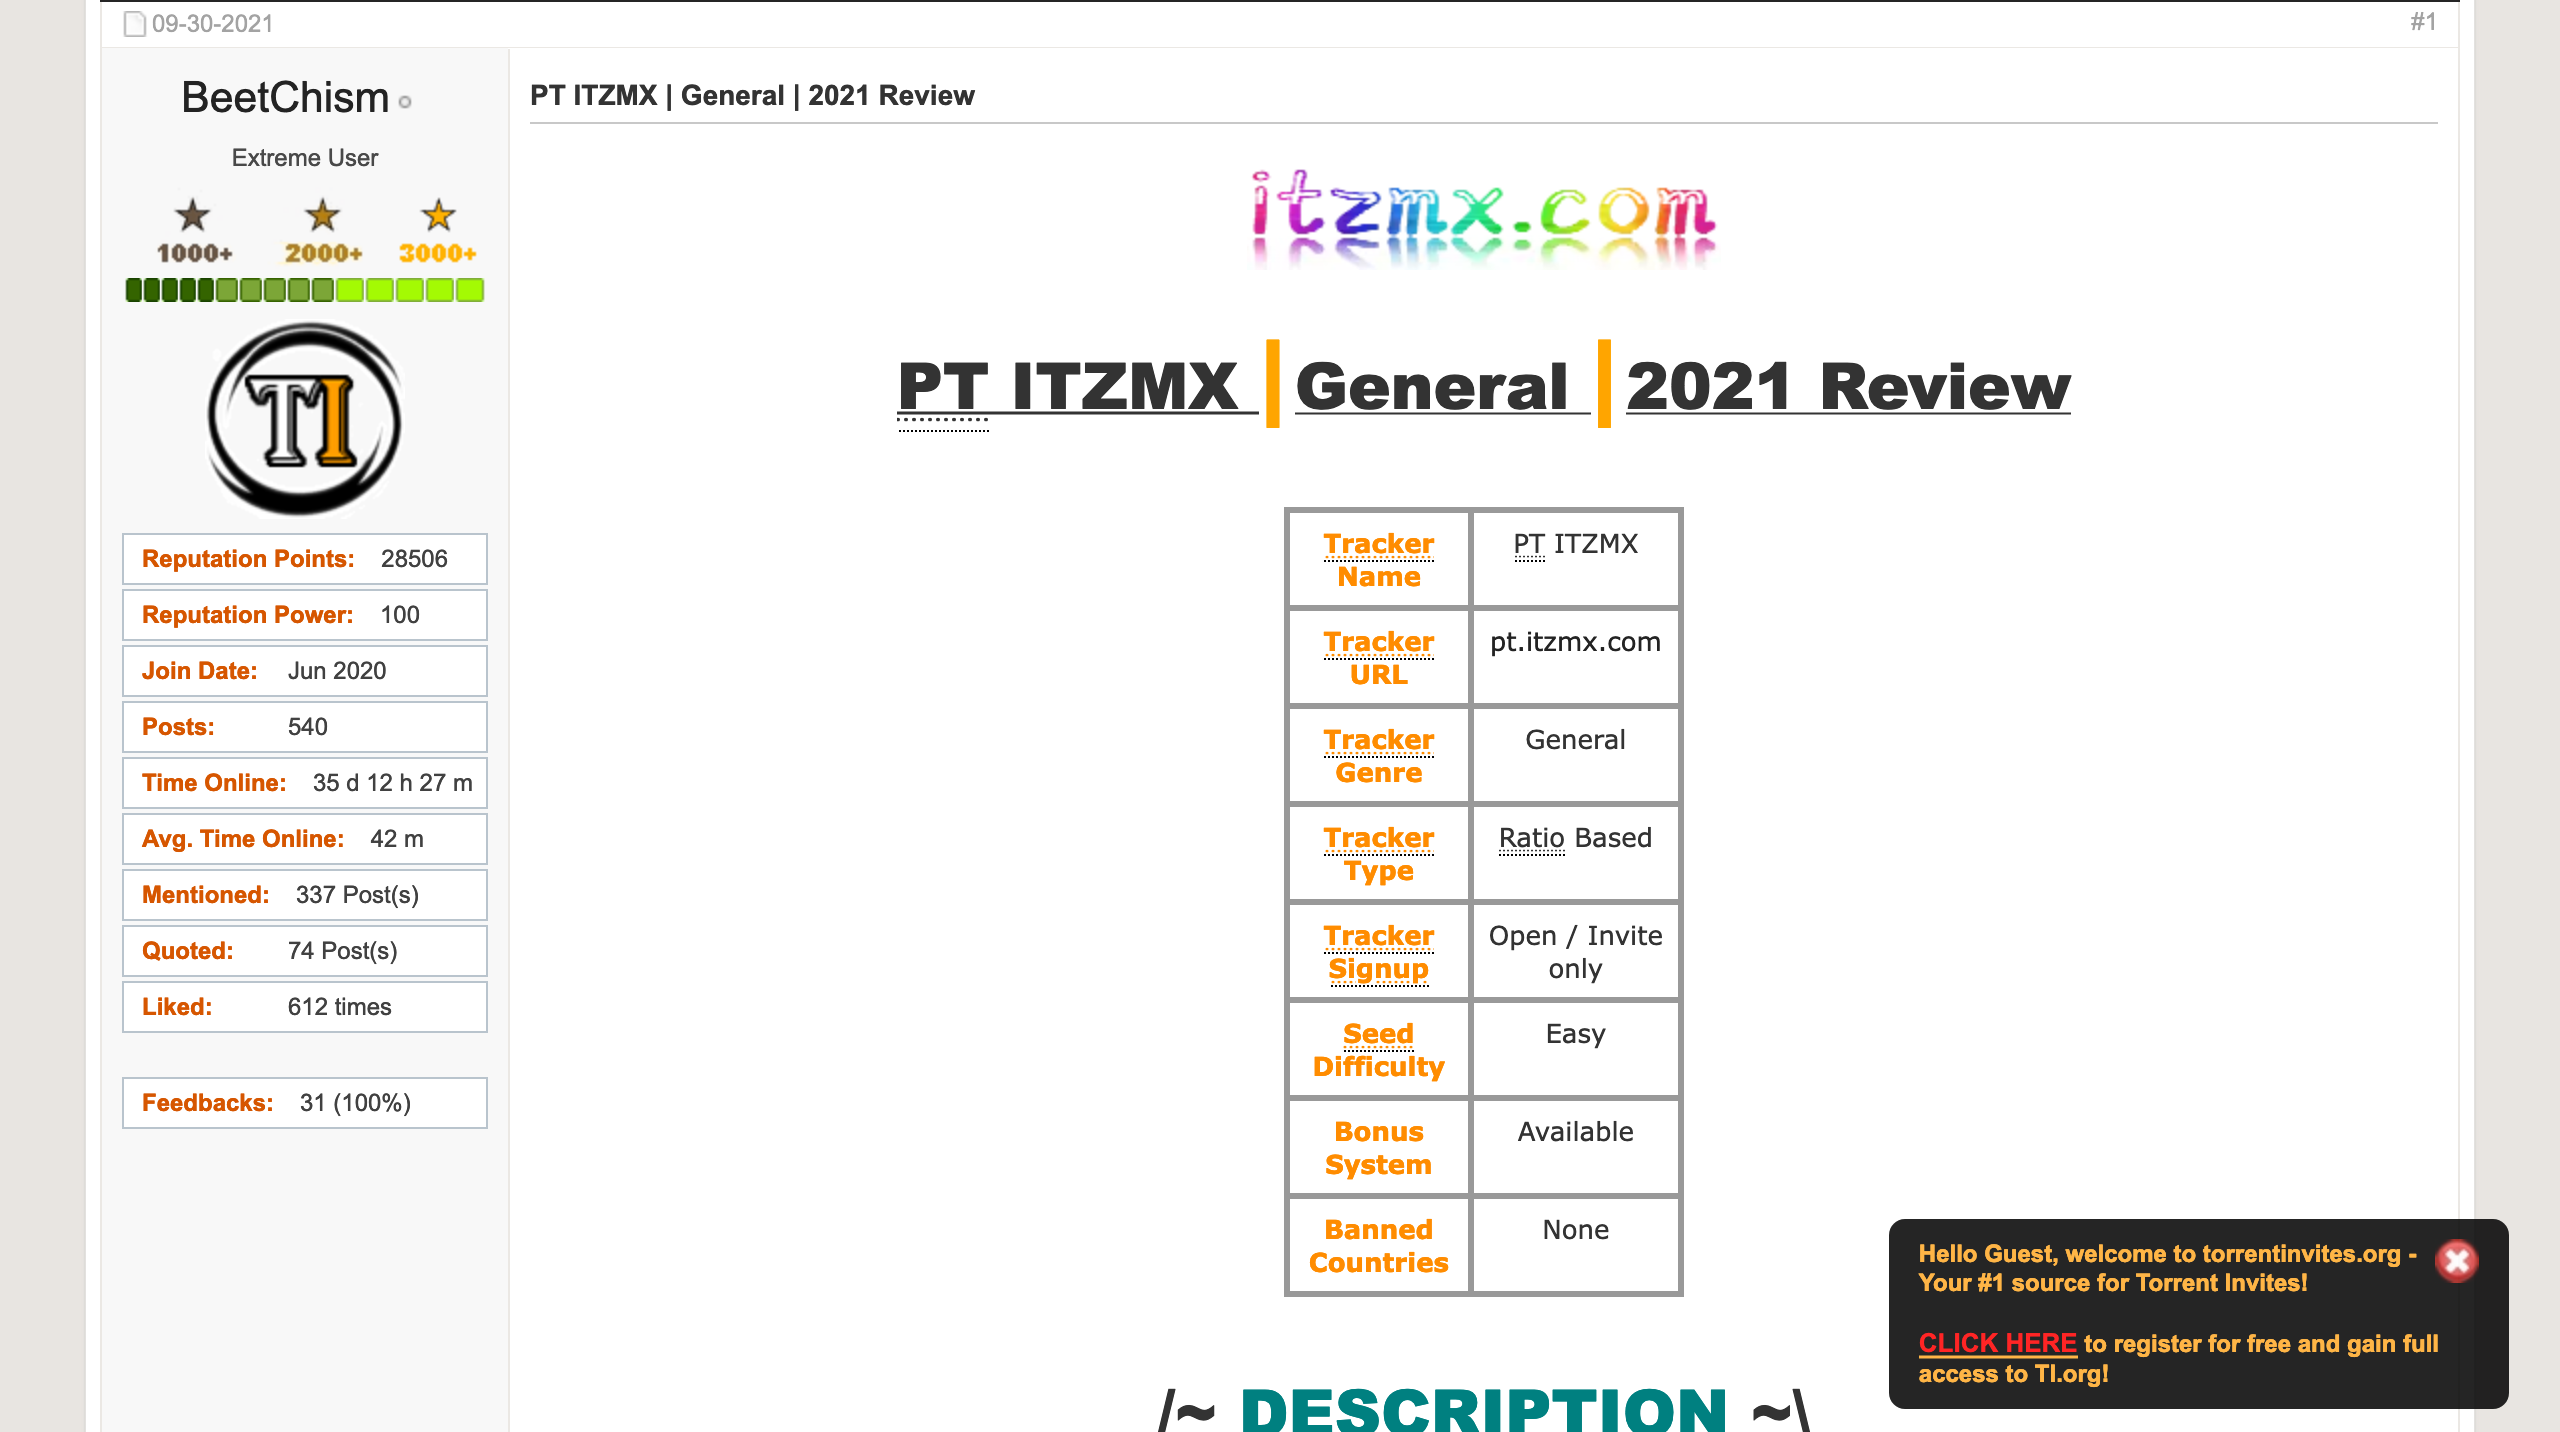 09-30-2021
#1
BeetChism
Extreme User
1000+ 2000+ 3000+
TI
Reputation Points: 28506
Reputation Power: 100
Join Date: Jun 2020
Posts: 540
Time Online: 35 d 12 h 27 m
Avg. Time Online: 42 m
Mentioned: 337 Post(s)
Quoted: 74 Post(s)
Liked: 612 times
Feedbacks: 31 (100%)
PT ITZMX | General | 2021 Review
itzmx.com
PT ITZMX | General | 2021 Review
Tracker Name
PT ITZMX
Tracker URL
pt.itzmx.com
Tracker Genre
General
Tracker Type
Ratio Based
Tracker Signup
Open / Invite only
Seed Difficulty
Easy
Bonus System
Available
Banned Countries
None
/~ DESCRIPTION ~\
Hello Guest, welcome to torrentinvites.org -
Your #1 source for Torrent Invites!
CLICK HERE to register for free and gain full
access to TI.org!